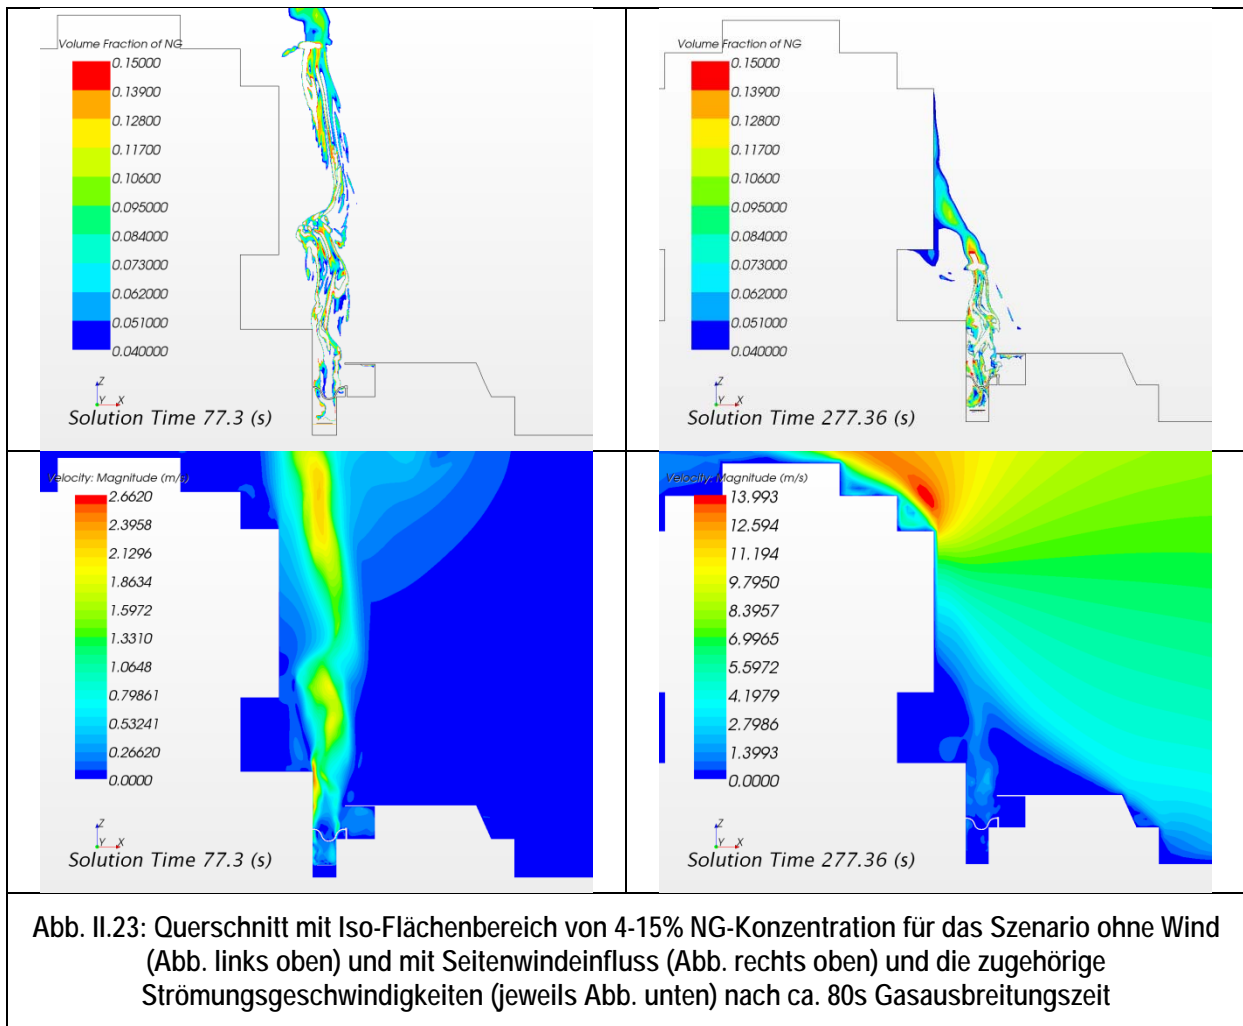 Volume Fraction of NG
0.15000
0.13900
0.12800
0.11700
0.10600
0.095000
0.084000
0.073000
0.062000
0.051000
0.040000
Z
Y X
Solution Time 77.3 (s)
Volume Fraction of NG
0.15000
0.13900
0.12800
0.11700
0.10600
0.095000
0.084000
0.073000
0.062000
0.051000
0.040000
Z
Y X
Solution Time 277.36 (s)
Velocity: Magnitude (m/s)
2.6620
2.3958
2.1296
1.8634
1.5972
1.3310
1.0648
0.79861
0.53241
0.26620
0.0000
Z
Y X
Solution Time 77.3 (s)
Velocity: Magnitude (m/s)
13.993
12.594
11.194
9.7950
8.3957
6.9965
5.5972
4.1979
2.7986
1.3993
0.0000
Z
Y X
Solution Time 277.36 (s)
Abb. II.23: Querschnitt mit Iso-Flächenbereich von 4-15% NG-Konzentration für das Szenario ohne Wind
(Abb. links oben) und mit Seitenwindeinfluss (Abb. rechts oben) und die zugehörige
Strömungsgeschwindigkeiten (jeweils Abb. unten) nach ca. 80s Gasausbreitungszeit